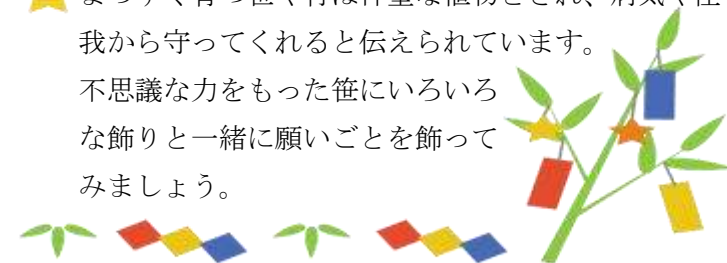 まっすぐ育つ笹や竹は神聖な植物とされ、病気や怪
我から守ってくれると伝えられています。
不思議な力をもった笹にいろいろ
な飾りと一緒に願いごとを飾って
みましょう。